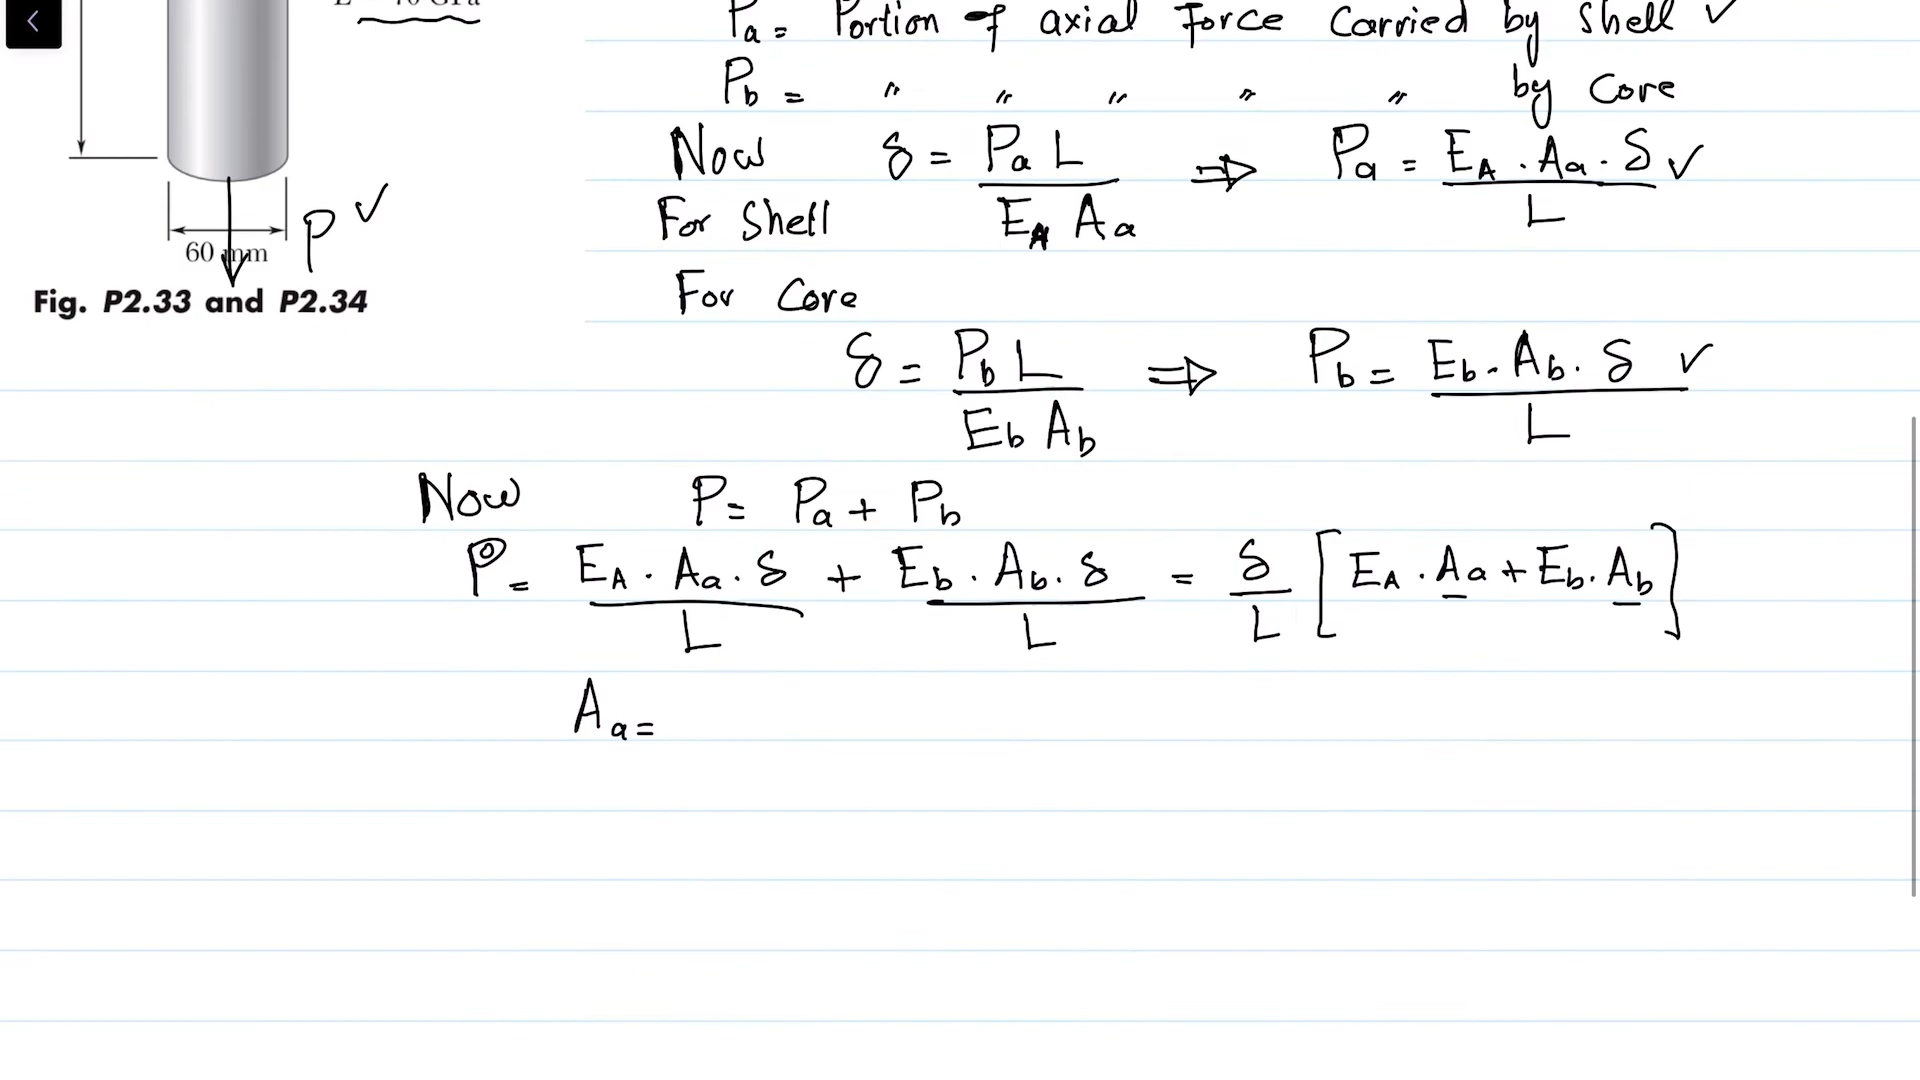 Pa = Portion of axial Force Carried by Shell ✓
Pb = " " " " " by Core
Now δ = Pa L / EA Aa ⇒ Pa = EA . Aa . δ / L ✓
For Shell
For Core
δ = Pb L / Eb Ab ⇒ Pb = Eb . Ab . δ / L ✓
Now P = Pa + Pb
P = EA . Aa . δ / L + Eb . Ab . δ / L = δ / L [EA . Aa + Eb . Ab]
Aa =
P ✓
60 mm
Fig. P2.33 and P2.34